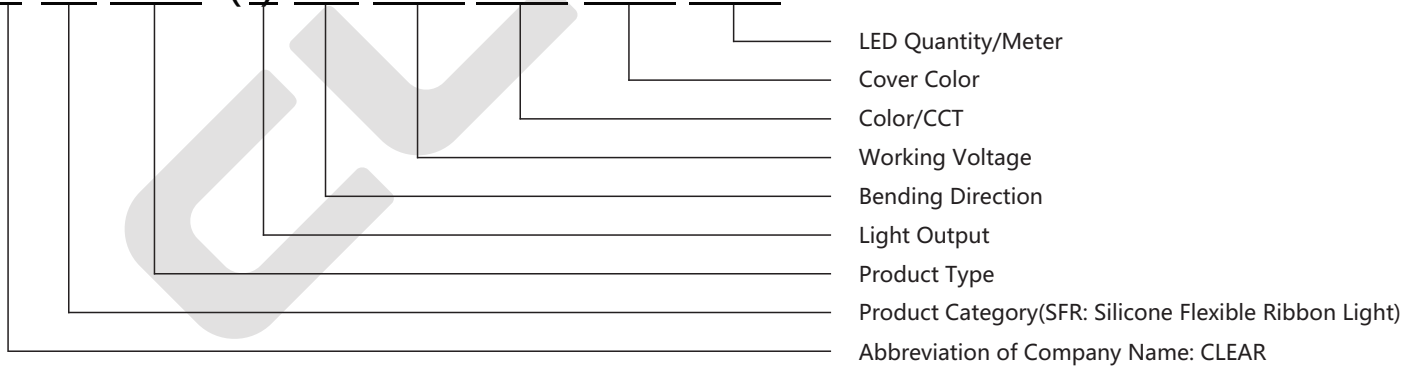 LED Quantity/Meter
Cover Color
Color/CCT
Working Voltage
Bending Direction
Light Output
Product Type
Product Category(SFR: Silicone Flexible Ribbon Light)
Abbreviation of Company Name: CLEAR